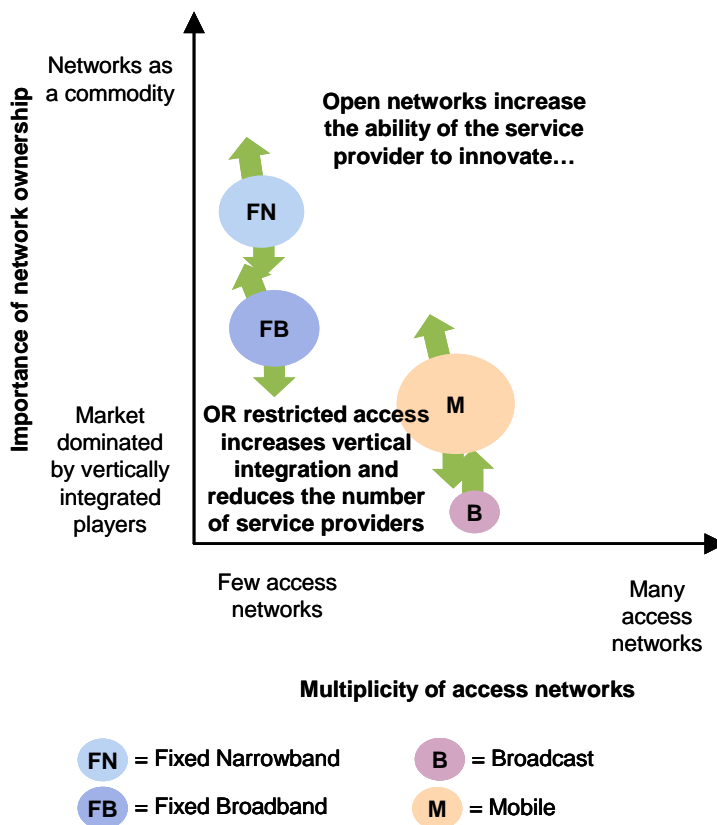 Importance of network ownership
Networks as
a commodity
Open networks increase
the ability of the service
provider to innovate…
FN
FB
M
B
Market
dominated
by vertically
integrated
players
OR restricted access
increases vertical
integration and
reduces the number
of service providers
Few access
networks
Many
access
networks
Multiplicity of access networks
FN = Fixed Narrowband
B = Broadcast
FB = Fixed Broadband
M = Mobile